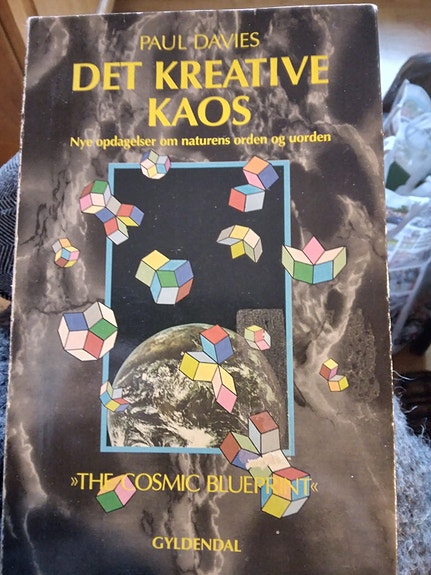 PAUL DAVIES
DET KREATIVE
KAOS
Nye opdagelser om naturens orden og uorden
»THE COSMIC BLUEPRINT«
GYLDENDAL